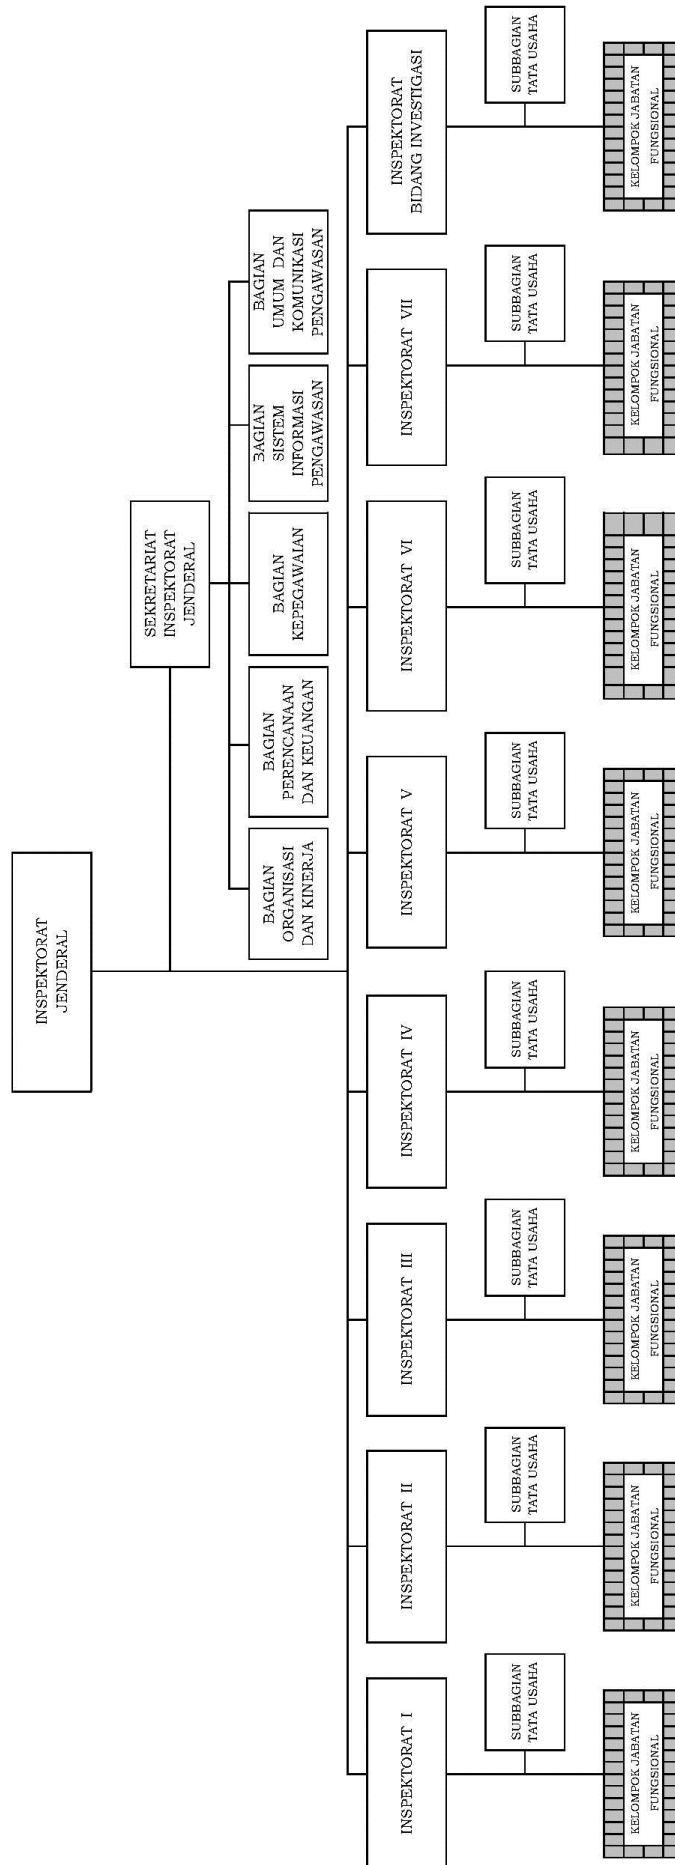 INSPEKTORAT
JENDERAL
SEKRETARIAT
INSPEKTORAT
JENDERAL
BAGIAN
ORGANISASI
DAN KINERJA
BAGIAN
PERENCANAAN
DAN KEUANGAN
BAGIAN
KEPEGAWAIAN
BAGIAN
SISTEM
INFORMASI
PENGAWASAN
BAGIAN
UMUM DAN
KOMUNIKASI
PENGAWASAN
INSPEKTORAT I
INSPEKTORAT II
INSPEKTORAT III
INSPEKTORAT IV
INSPEKTORAT V
INSPEKTORAT VI
INSPEKTORAT VII
INSPEKTORAT
BIDANG INVESTIGASI
SUBBAGIAN
TATA USAHA
SUBBAGIAN
TATA USAHA
SUBBAGIAN
TATA USAHA
SUBBAGIAN
TATA USAHA
SUBBAGIAN
TATA USAHA
SUBBAGIAN
TATA USAHA
SUBBAGIAN
TATA USAHA
SUBBAGIAN
TATA USAHA
KELOMPOK JABATAN
FUNGSIONAL
KELOMPOK JABATAN
FUNGSIONAL
KELOMPOK JABATAN
FUNGSIONAL
KELOMPOK JABATAN
FUNGSIONAL
KELOMPOK JABATAN
FUNGSIONAL
KELOMPOK JABATAN
FUNGSIONAL
KELOMPOK JABATAN
FUNGSIONAL
KELOMPOK JABATAN
FUNGSIONAL